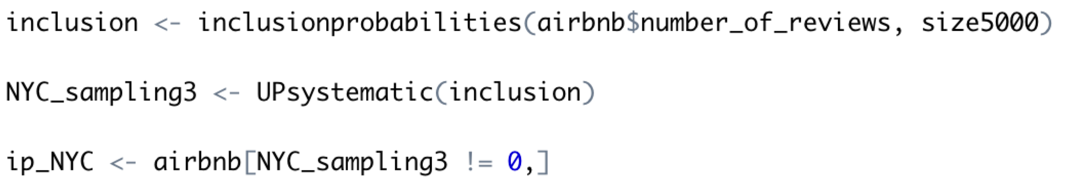 inclusion <- inclusionprobabilities(airbnb$number_of_reviews, size5000)
NYC_sampling3 <- UPsystematic(inclusion)
ip_NYC <- airbnb[NYC_sampling3 != 0,]